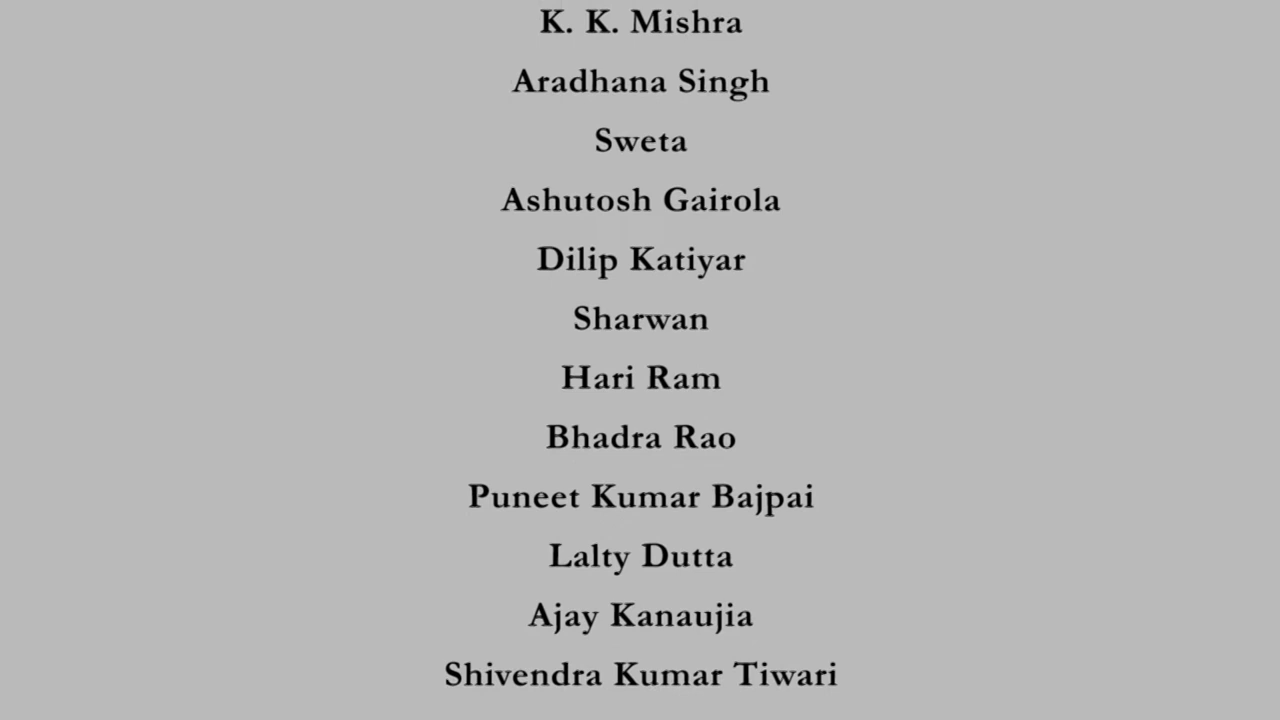 K. K. Mishra
Aradhana Singh
Sweta
Ashutosh Gairola
Dilip Katiyar
Sharwan
Hari Ram
Bhadra Rao
Puneet Kumar Bajpai
Lalty Dutta
Ajay Kanaujia
Shivendra Kumar Tiwari